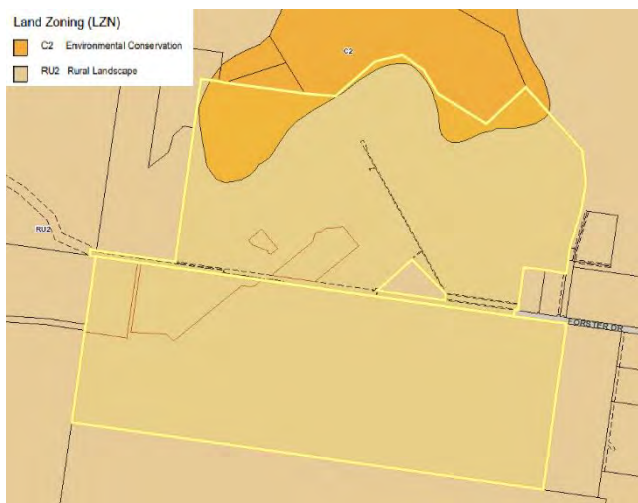 Land Zoning (LZN)
C2 Environmental Conservation
RU2 Rural Landscape
C2
RU2
FORSTER DR